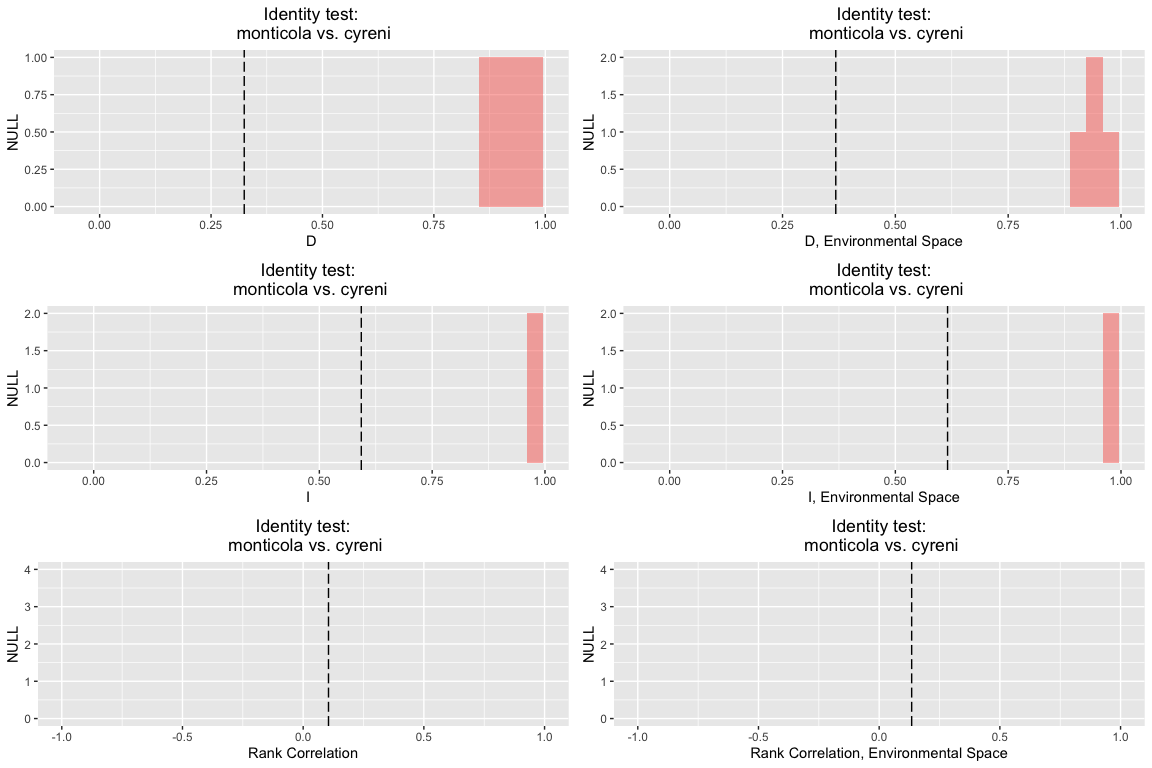 Identity test:
monticola vs. cyreni
NULL
1.00
0.75
0.50
0.25
0.00
0.00 0.25 0.50 0.75 1.00
D
Identity test:
monticola vs. cyreni
NULL
2.0
1.5
1.0
0.5
0.0
0.00 0.25 0.50 0.75 1.00
D, Environmental Space
Identity test:
monticola vs. cyreni
NULL
2.0
1.5
1.0
0.5
0.0
0.00 0.25 0.50 0.75 1.00
I
Identity test:
monticola vs. cyreni
NULL
2.0
1.5
1.0
0.5
0.0
0.00 0.25 0.50 0.75 1.00
I, Environmental Space
Identity test:
monticola vs. cyreni
NULL
4
3
2
1
0
-1.0 -0.5 0.0 0.5 1.0
Rank Correlation
Identity test:
monticola vs. cyreni
NULL
4
3
2
1
0
-1.0 -0.5 0.0 0.5 1.0
Rank Correlation, Environmental Space